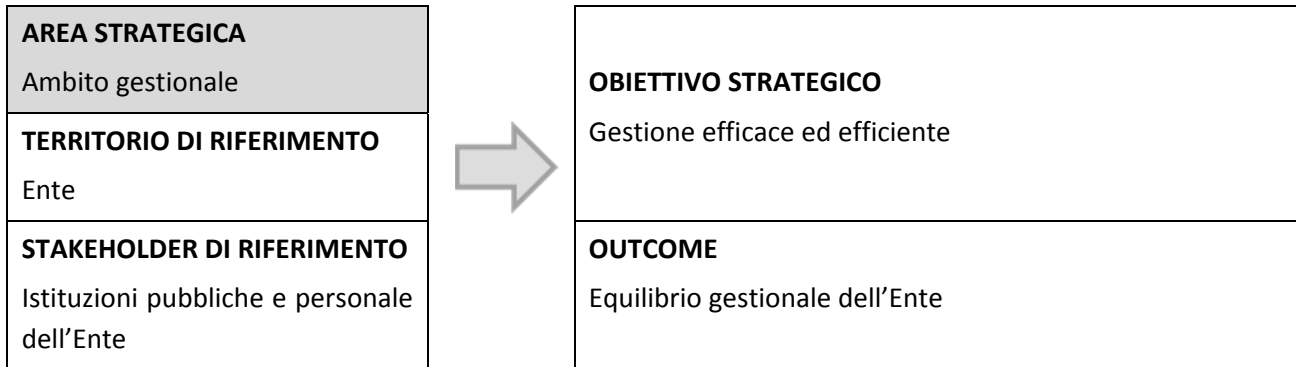 AREA STRATEGICA
Ambito gestionale
TERRITORIO DI RIFERIMENTO
Ente
STAKEHOLDER DI RIFERIMENTO
Istituzioni pubbliche e personale
dell’Ente
OBIETTIVO STRATEGICO
Gestione efficace ed efficiente
OUTCOME
Equilibrio gestionale dell’Ente